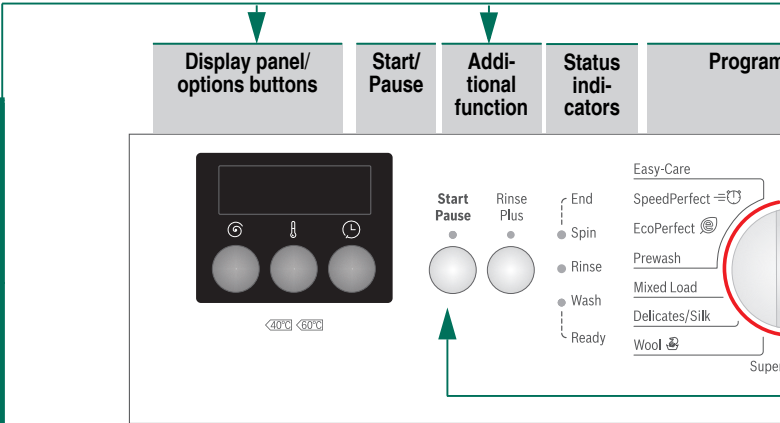 Display panel/
options buttons
Start/
Pause
Addi-
tional
function
Status
indi-
cators
Program
Start
Pause
Rinse
Plus
End
Spin
Rinse
Wash
Ready
40°C 60°C
Easy-Care
SpeedPerfect
EcoPerfect
Prewash
Mixed Load
Delicates/Silk
Wool
Super